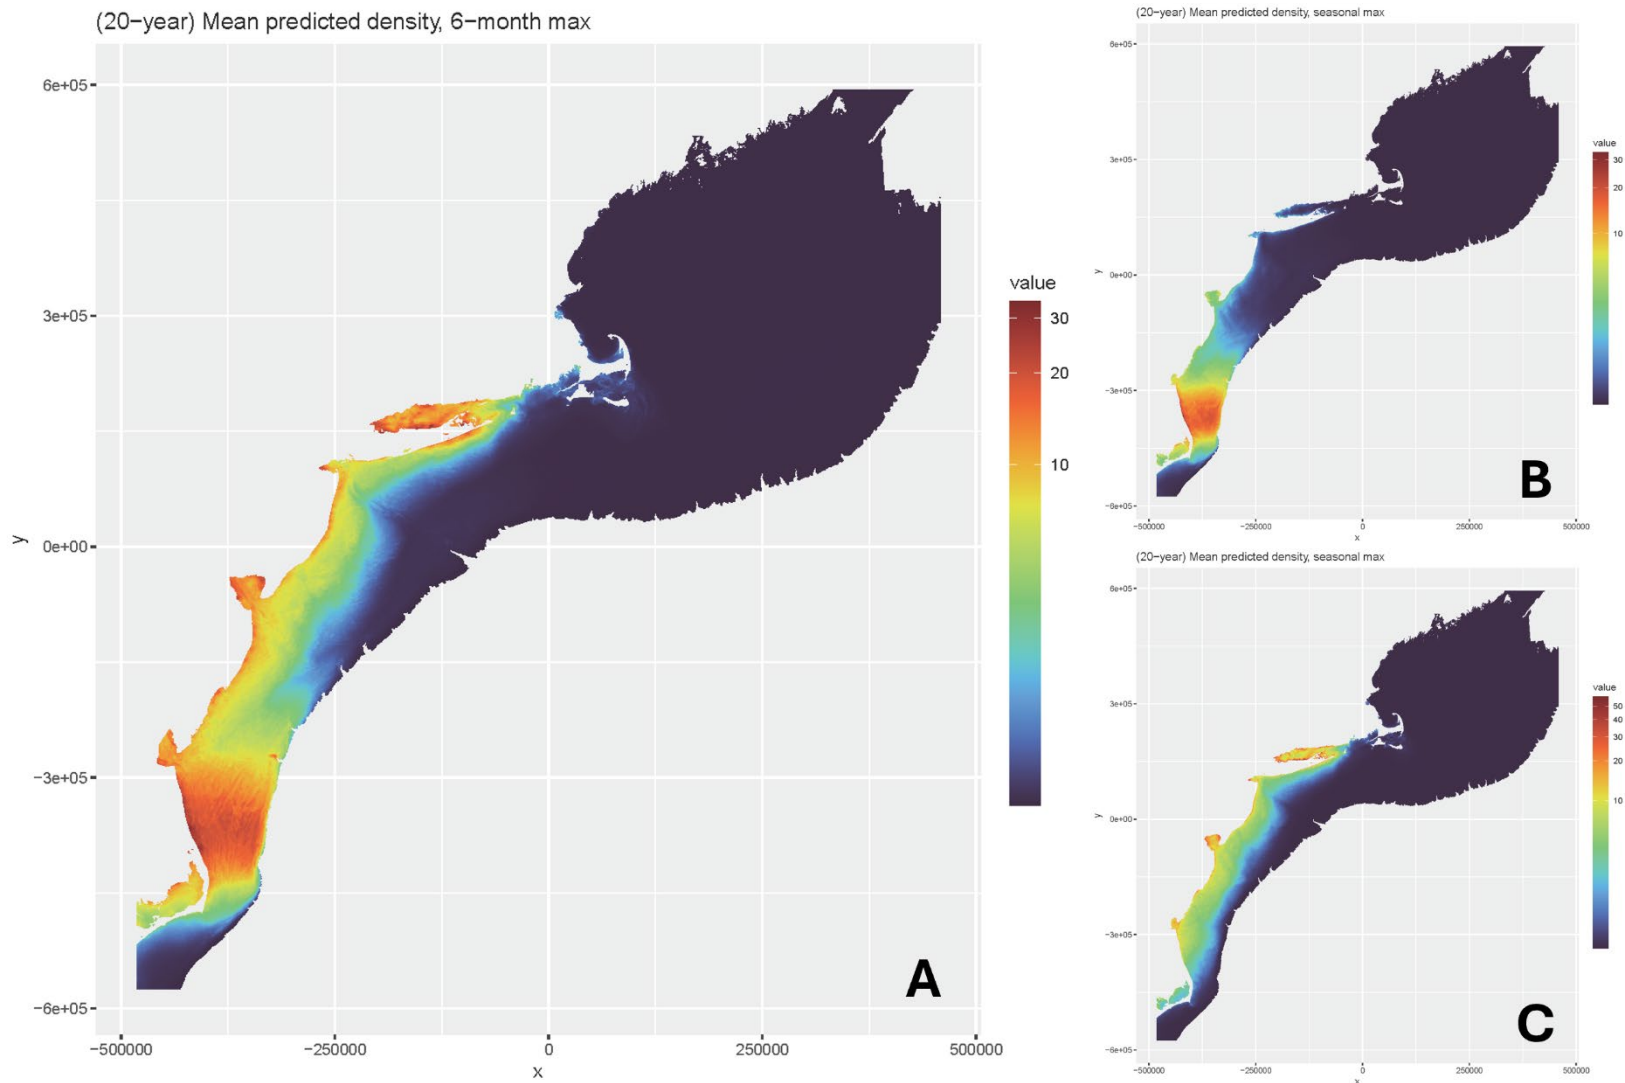 (20−year) Mean predicted density, 6−month max
6e+05
3e+05
0e+00
−3e+05
−6e+05
y
−500000
−250000
0
250000
500000
x
value
30
20
10
A
(20−year) Mean predicted density, seasonal max
6e+05
3e+05
0e+00
−3e+05
−6e+05
y
−500000
−250000
0
250000
500000
x
value
30
20
10
B
(20−year) Mean predicted density, seasonal max
6e+05
3e+05
0e+00
−3e+05
−6e+05
y
−500000
−250000
0
250000
500000
x
value
50
40
30
20
10
C